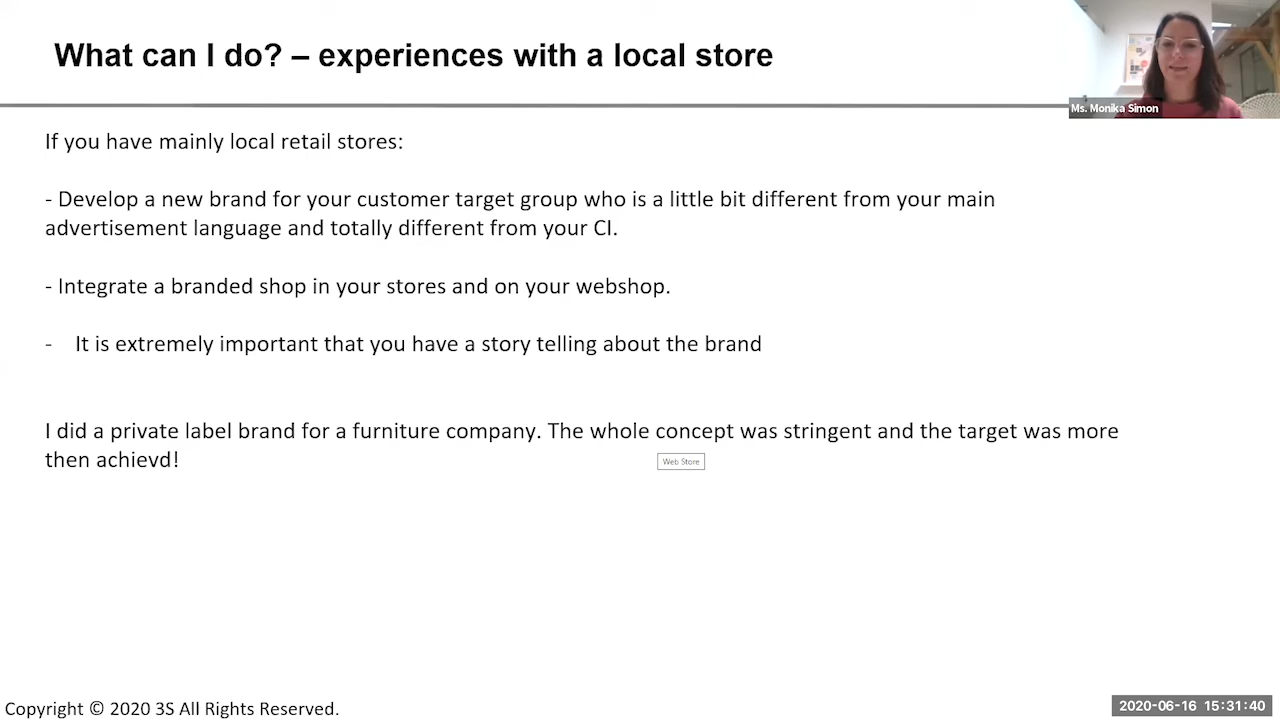 What can I do? – experiences with a local store
Ms. Monika Simon
If you have mainly local retail stores:
- Develop a new brand for your customer target group who is a little bit different from your main
advertisement language and totally different from your CI.
- Integrate a branded shop in your stores and on your webshop.
- It is extremely important that you have a story telling about the brand
I did a private label brand for a furniture company. The whole concept was stringent and the target was more
then achievd!
Web Store
Copyright © 2020 3S All Rights Reserved.
2020-06-16 15:31:40